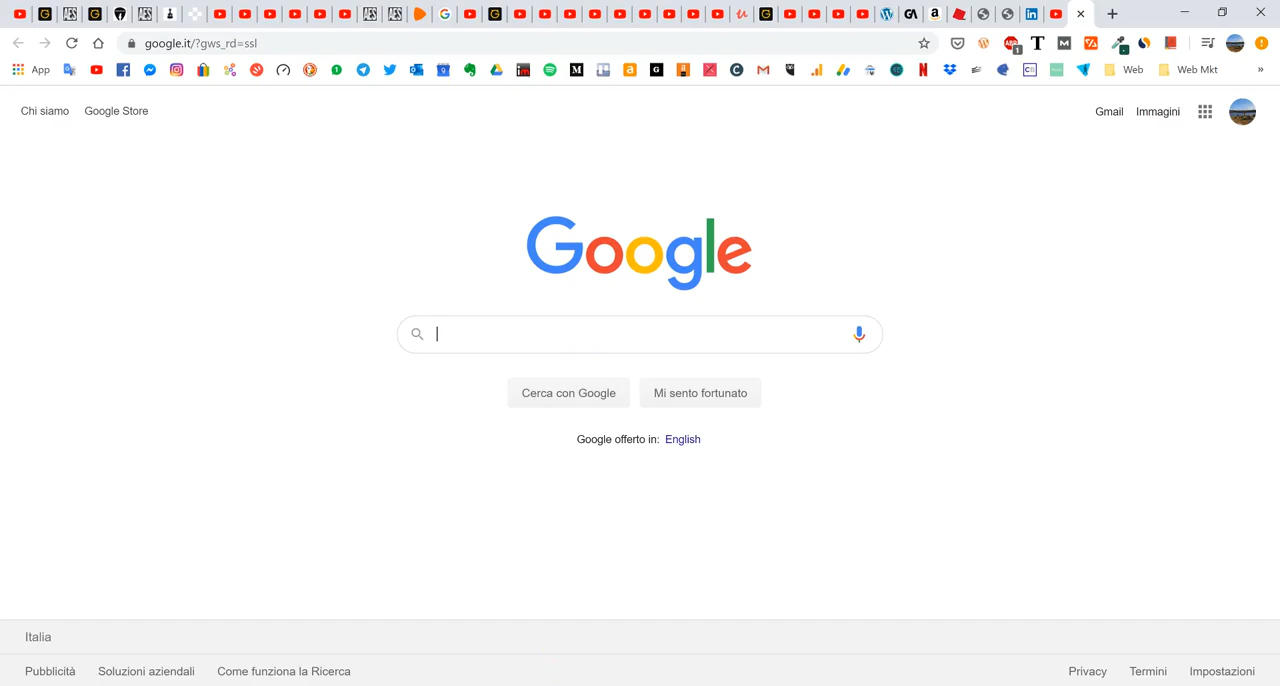 google.it/?gws_rd=ssl
App
Web
Web Mkt
»
Chi siamo
Google Store
Gmail
Immagini
Google
Cerca con Google
Mi sento fortunato
Google offerto in: English
Italia
Pubblicità
Soluzioni aziendali
Come funziona la Ricerca
Privacy
Termini
Impostazioni